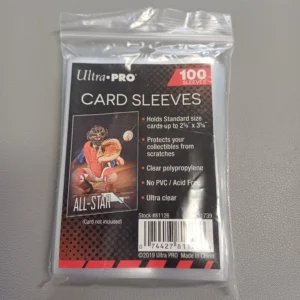 Ultra·PRO
100
SLEEVES
CARD SLEEVES
• Holds Standard size
cards up to 2⅝" x 3⅝"
• Protects your
collectibles from
scratches
• Clear polypropylene
• No PVC / Acid Free
• Ultra clear
ALL-STAR
(Card not included)
Stock #81126
©2019 Ultra PRO Made in China